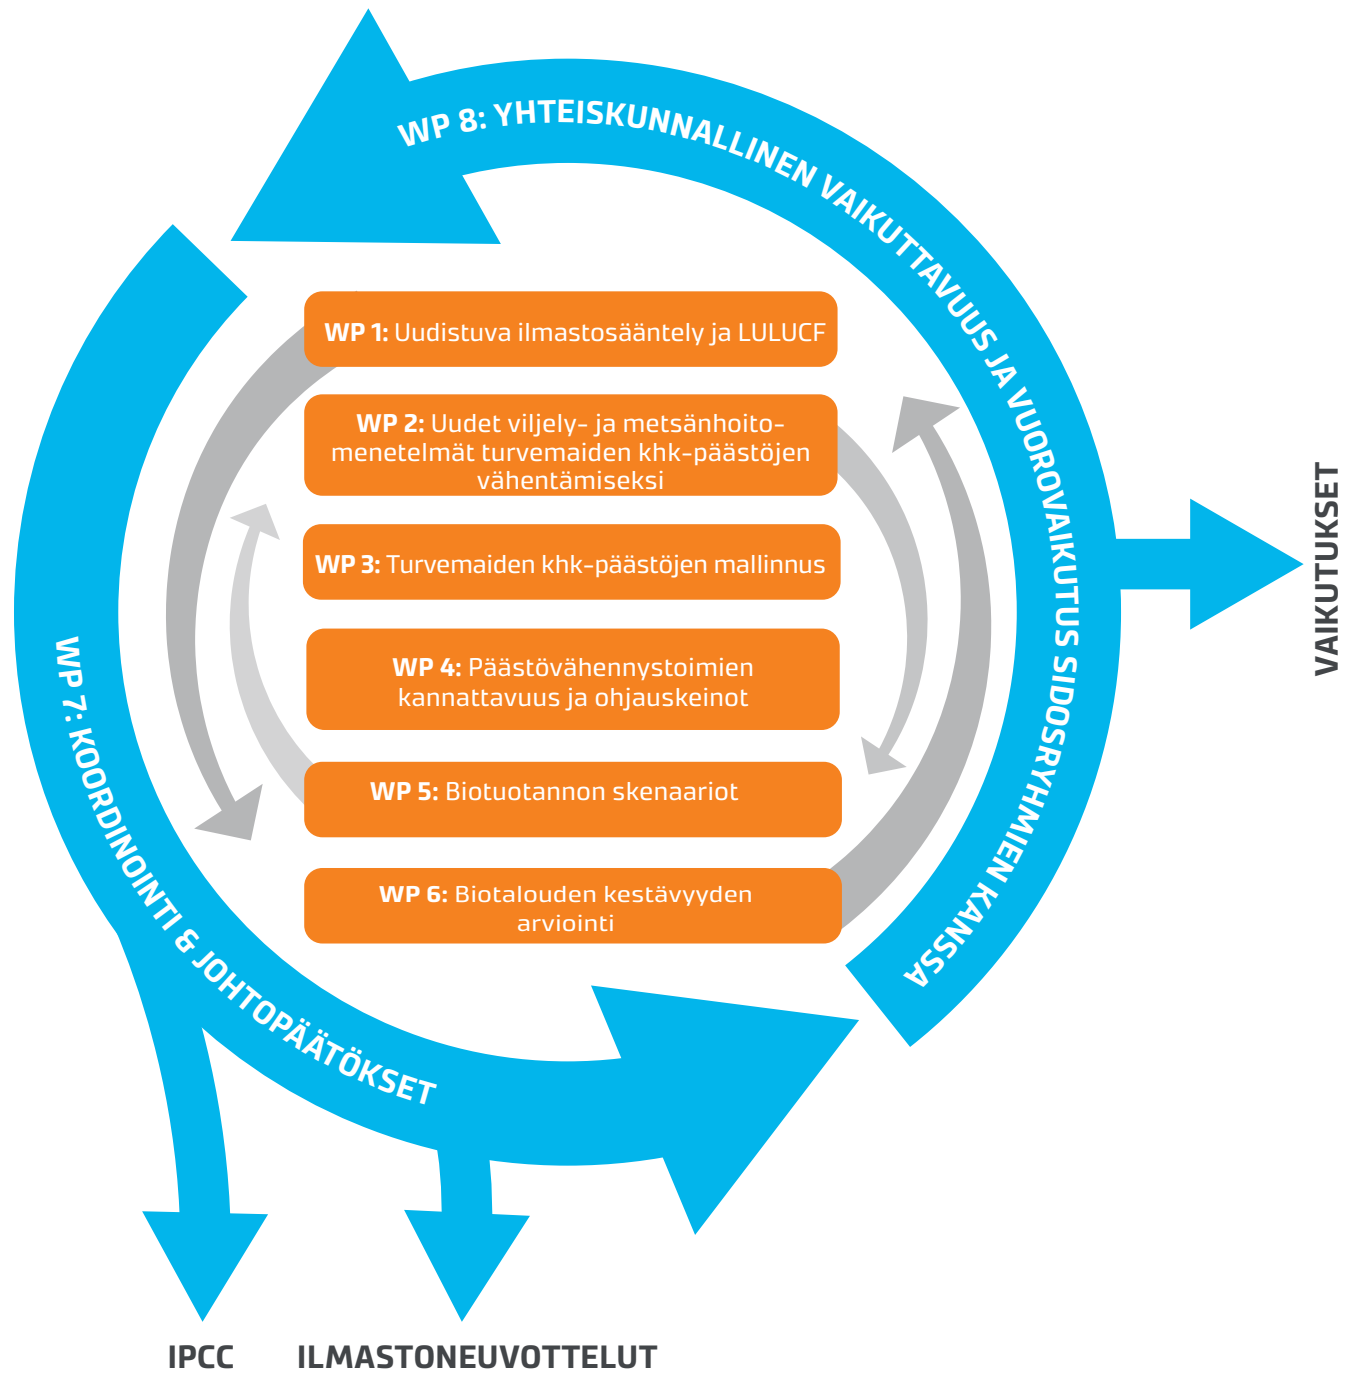 WP 8: YHTEISKUNNALLINEN VAIKUTTAVUUS JA VUOROVAIKUTUS SIDOSRYHMIEN KANSSA
WP 1: Uudistuva ilmastosääntely ja LULUCF
WP 2: Uudet viljely- ja metsänhoito-
menetelmät turvemaiden khk-päästöjen
vähentämiseksi
WP 3: Turvemaiden khk-päästöjen mallinnus
WP 4: Päästövähennystoimien
kannattavuus ja ohjauskeinot
WP 5: Biotuotannon skenaariot
WP 6: Biotalouden kestävyyden
arviointi
WP 7: KOORDINOINTI & JOHTOPÄÄTÖKSET
VAIKUTUKSET
IPCC
ILMASTONEUVOTTELUT